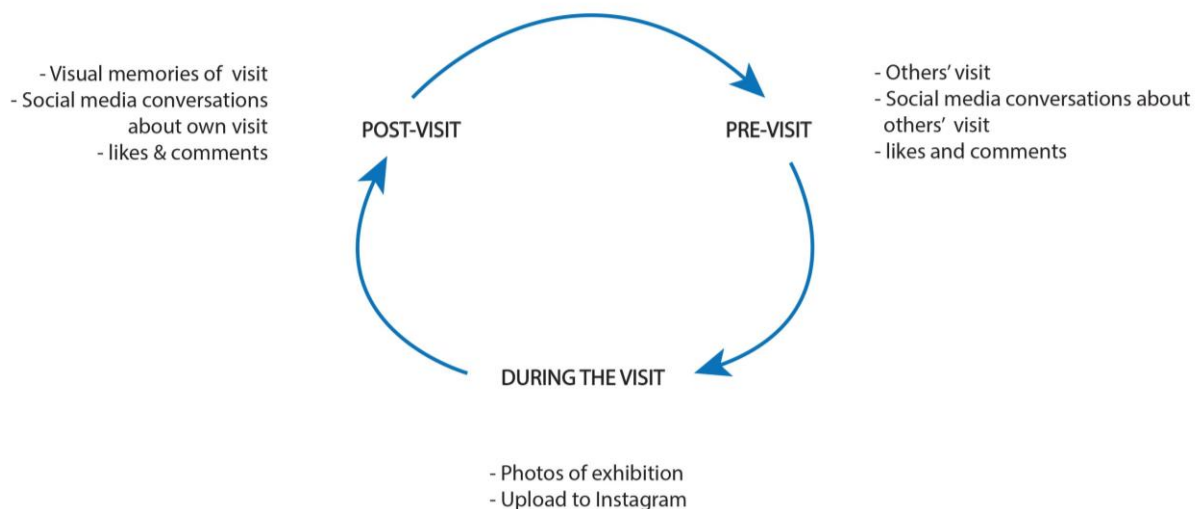 - Visual memories of visit
- Social media conversations
about own visit
- likes & comments
POST-VISIT
PRE-VISIT
- Others’ visit
- Social media conversations about
others’ visit
- likes and comments
DURING THE VISIT
- Photos of exhibition
- Upload to Instagram